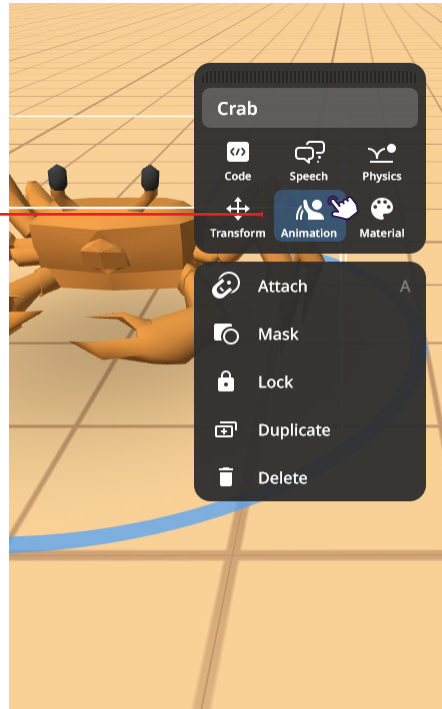 Crab
Code Speech Physics
Transform Animation Material
Attach A
Mask
Lock
Duplicate
Delete